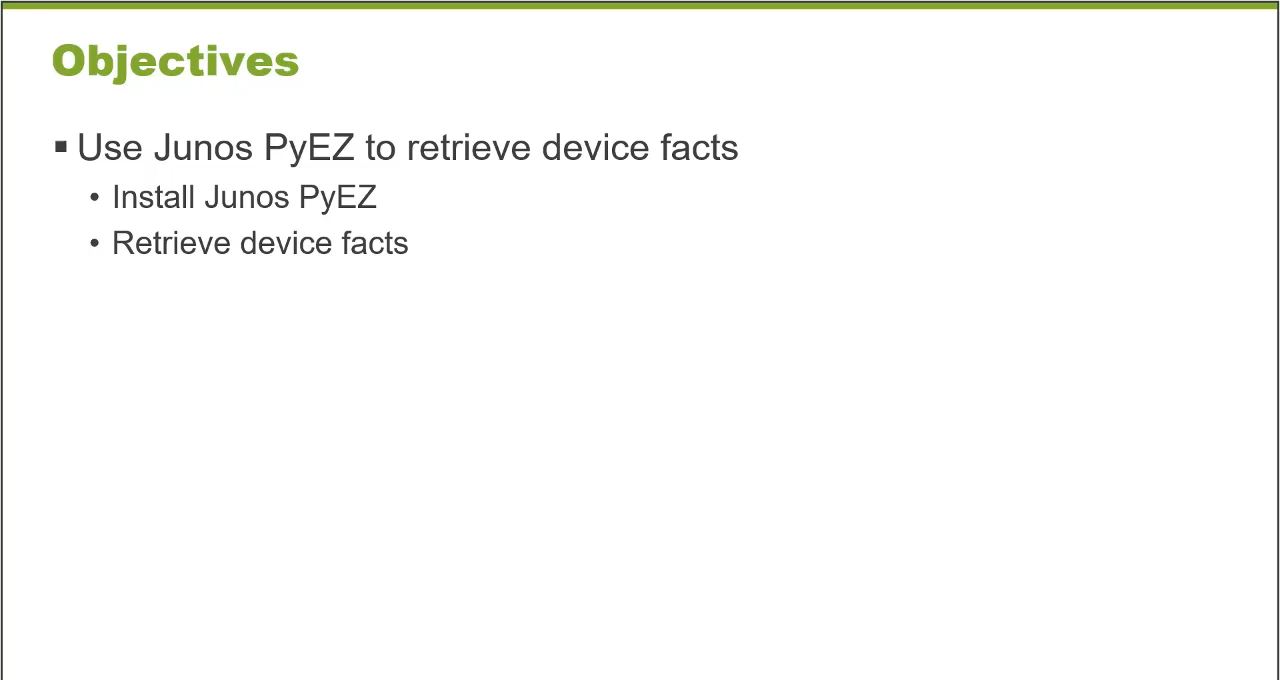 Objectives
▪ Use Junos PyEZ to retrieve device facts
• Install Junos PyEZ
• Retrieve device facts